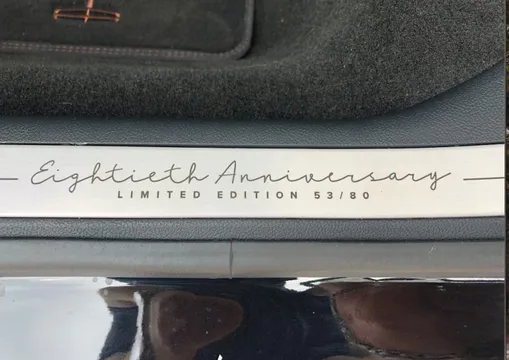 Eightieth Anniversary
LIMITED EDITION 53/80